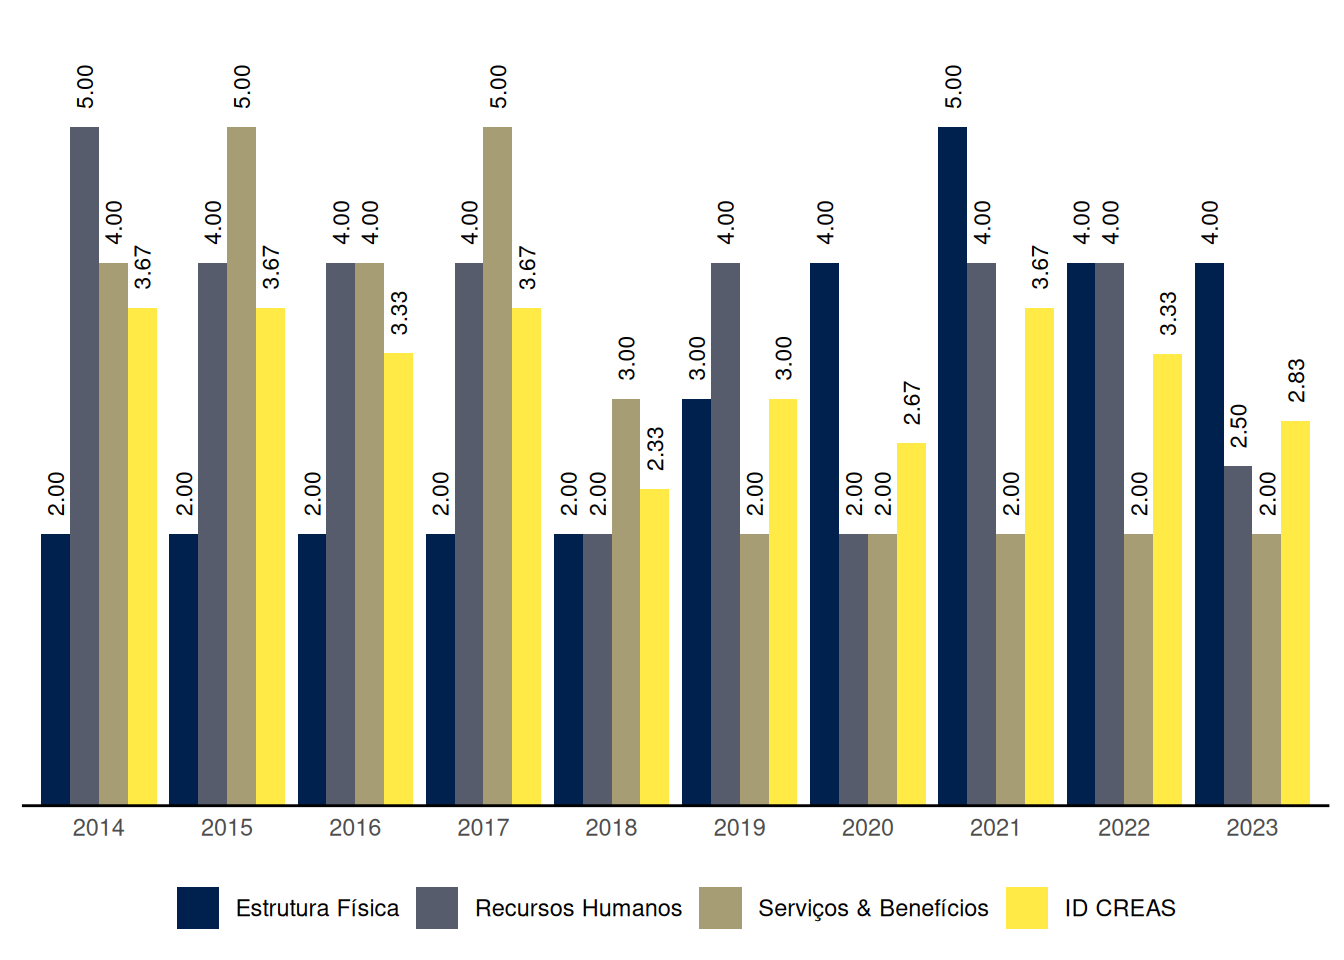 2.00 5.00 4.00 3.67 2.00 4.00 5.00 3.67 2.00 4.00 4.00 3.33 2.00 4.00 5.00 3.67 2.00 2.00 3.00 2.33 3.00 4.00 2.00 3.00 4.00 2.00 2.00 2.67 5.00 4.00 2.00 3.67 4.00 4.00 2.00 3.33 4.00 2.50 2.00 2.83
2014 2015 2016 2017 2018 2019 2020 2021 2022 2023
Estrutura Física Recursos Humanos Serviços & Benefícios ID CREAS